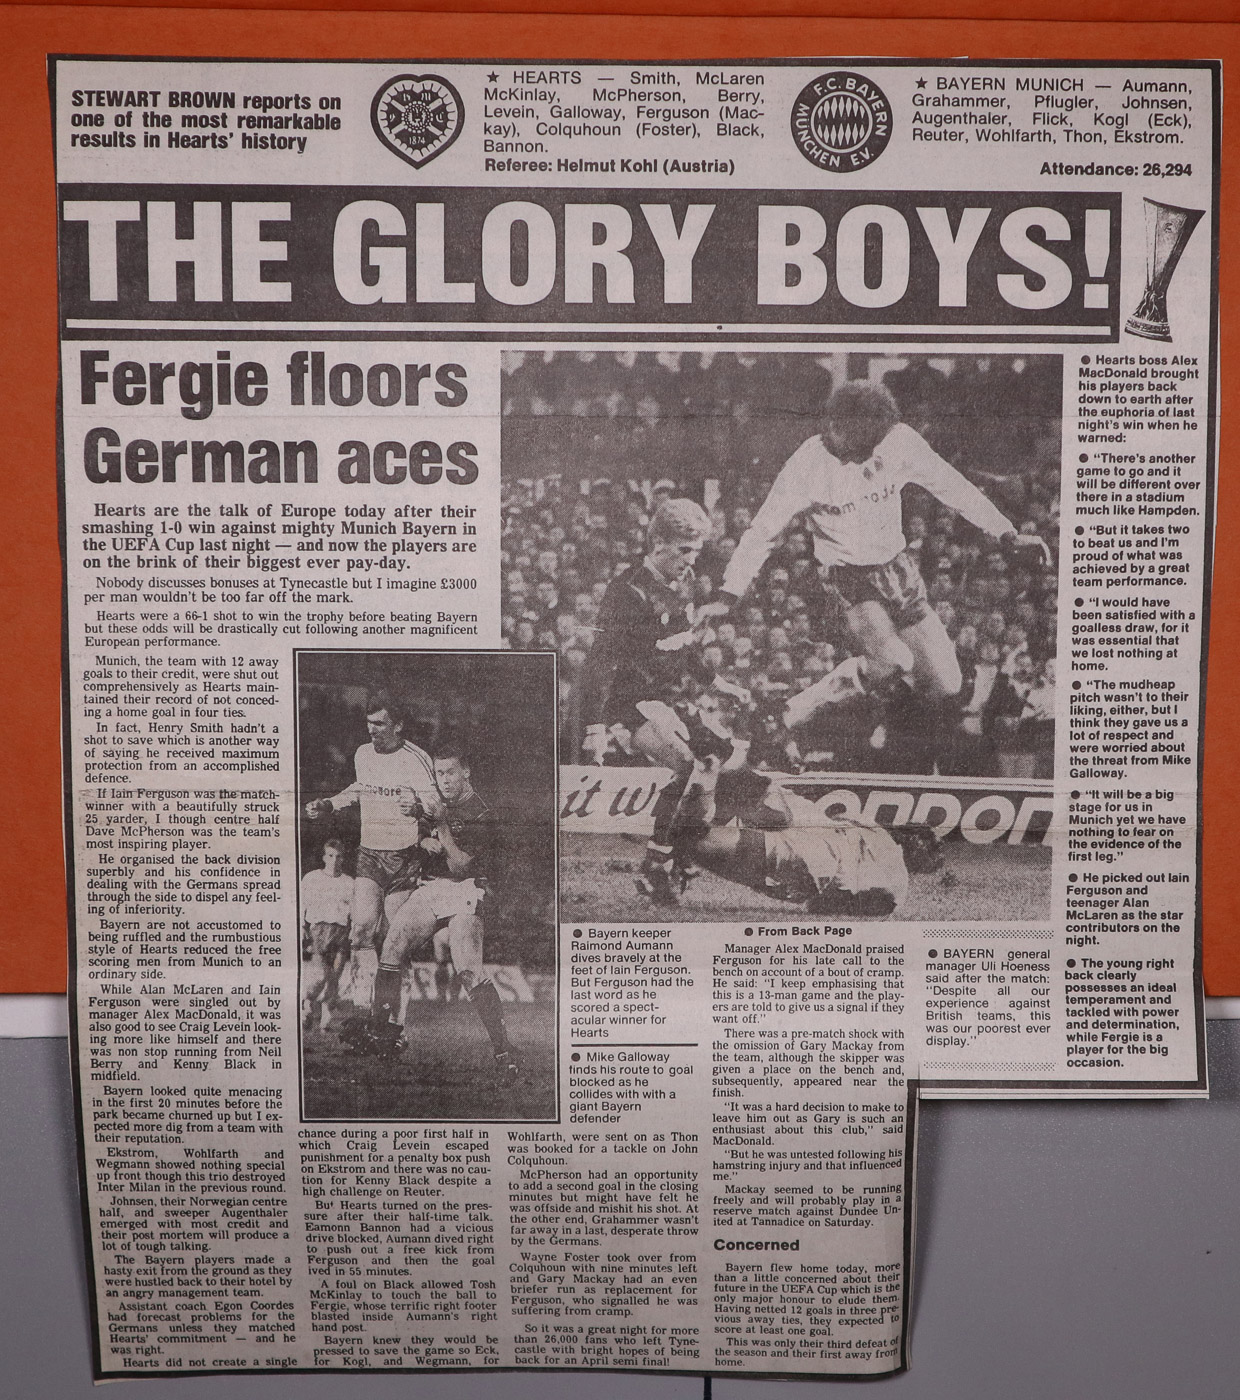 STEWART BROWN reports on
one of the most remarkable
results in Hearts' history
★ HEARTS — Smith, McLaren
McKinlay, McPherson, Berry,
Levein, Galloway, Ferguson (Mac-
kay), Colquhoun (Foster), Black,
Bannon.
Referee: Helmut Kohl (Austria)
F.C. BAYERN
MÜNCHEN E.V.
★ BAYERN MUNICH — Aumann,
Grahammer, Pflugler, Johnsen,
Augenthaler, Flick, Kogl (Eck),
Reuter, Wohlfarth, Thon, Ekstrom.
Attendance: 26,294
THE GLORY BOYS!
Fergie floors
German aces
Hearts are the talk of Europe today after their
smashing 1-0 win against mighty Munich Bayern in
the UEFA Cup last night — and now the players are
on the brink of their biggest ever pay-day.
Nobody discusses bonuses at Tynecastle but I imagine £3000
per man wouldn't be too far off the mark.
Hearts were a 66-1 shot to win the trophy before beating Bayern
but these odds will be drastically cut following another magnificent
European performance.
Munich, the team with 12 away
goals to their credit, were shut out
comprehensively as Hearts main-
tained their record of not conced-
ing a home goal in four ties.
In fact, Henry Smith hadn't a
shot to save which is another way
of saying he received maximum
protection from an accomplished
defence.
If Iain Ferguson was the match-
winner with a beautifully struck
25 yarder, I though centre half
Dave McPherson was the team's
most inspiring player.
He organised the back division
superbly and his confidence in
dealing with the Germans spread
through the side to dispel any feel-
ing of inferiority.
Bayern are not accustomed to
being ruffled and the rumbustious
style of Hearts reduced the free
scoring men from Munich to an
ordinary side.
While Alan McLaren and Iain
Ferguson were singled out by
manager Alex MacDonald, it was
also good to see Craig Levein look-
ing more like himself and there
was non stop running from Neil
Berry and Kenny Black in
midfield.
Bayern looked quite menacing
in the first 20 minutes before the
park became churned up but I ex-
pected more dig from a team with
their reputation.
Ekstrom, Wohlfarth and
Wegmann showed nothing special
up front though this trio destroyed
Inter Milan in the previous round.
Johnsen, their Norwegian centre
half, and sweeper Augenthaler
emerged with most credit and
their post mortem will produce a
lot of tough talking.
The Bayern players made a
hasty exit from the ground as they
were hustled back to their hotel by
an angry management team.
Assistant coach Egon Coordes
had forecast problems for the
Germans unless they matched
Hearts' commitment — and he
was right.
Hearts did not create a single
chance during a poor first half in
which Craig Levein escaped
punishment for a penalty box push
on Ekstrom and there was no cau-
tion for Kenny Black despite a
high challenge on Reuter.
But Hearts turned on the pres-
sure after their half-time talk.
Eamonn Bannon had a vicious
drive blocked, Aumann dived right
to push out a free kick from
Ferguson and then the goal
ived in 55 minutes.
A foul on Black allowed Tosh
McKinlay to touch the ball to
Fergie, whose terrific right footer
blasted inside Aumann's right
hand post.
Bayern knew they would be
pressed to save the game so Eck,
for Kogl, and Wegmann, for
Wohlfarth, were sent on as Thon
was booked for a tackle on John
Colquhoun.
McPherson had an opportunity
to add a second goal in the closing
minutes but might have felt he
was offside and mishit his shot. At
the other end, Grahammer wasn't
far away in a last, desperate throw
by the Germans.
Wayne Foster took over from
Colquhoun with nine minutes left
and Gary Mackay had an even
briefer run as replacement for
Ferguson, who signalled he was
suffering from cramp.
So it was a great night for more
than 26,000 fans who left Tyne-
castle with bright hopes of being
back for an April semi final!
commodore
it w
ondon
● Bayern keeper
Raimond Aumann
dives bravely at the
feet of Iain Ferguson.
But Ferguson had the
last word as he
scored a spect-
acular winner for
Hearts
● Mike Galloway
finds his route to goal
blocked as he
collides with with a
giant Bayern
defender
● From Back Page
Manager Alex MacDonald praised
Ferguson for his late call to the
bench on account of a bout of cramp.
He said: "I keep emphasising that
this is a 13-man game and the play-
ers are told to give us a signal if they
want off."
There was a pre-match shock with
the omission of Gary Mackay from
the team, although the skipper was
given a place on the bench and,
subsequently, appeared near the
finish.
"It was a hard decision to make to
leave him out as Gary is such an
enthusiast about this club," said
MacDonald.
"But he was untested following his
hamstring injury and that influenced
me."
Mackay seemed to be running
freely and will probably play in a
reserve match against Dundee Un-
ited at Tannadice on Saturday.
Concerned
Bayern flew home today, more
than a little concerned about their
future in the UEFA Cup which is the
only major honour to elude them.
Having netted 12 goals in three pre-
vious away ties, they expected to
score at least one goal.
This was only their third defeat of
the season and their first away from
home.
● BAYERN general
manager Uli Hoeness
said after the match:
"Despite all our
experience against
British teams, this
was our poorest ever
display."
● Hearts boss Alex
MacDonald brought
his players back
down to earth after
the euphoria of last
night's win when he
warned:
● "There's another
game to go and it
will be different over
there in a stadium
much like Hampden.
● "But it takes two
to beat us and I'm
proud of what was
achieved by a great
team performance.
● "I would have
been satisfied with a
goalless draw, for it
was essential that
we lost nothing at
home.
● "The mudheap
pitch wasn't to their
liking, either, but I
think they gave us a
lot of respect and
were worried about
the threat from Mike
Galloway.
● "It will be a big
stage for us in
Munich yet we have
nothing to fear on
the evidence of the
first leg."
● He picked out Iain
Ferguson and
teenager Alan
McLaren as the star
contributors on the
night.
● The young right
back clearly
possesses an ideal
temperament and
tackled with power
and determination,
while Fergie is a
player for the big
occasion.